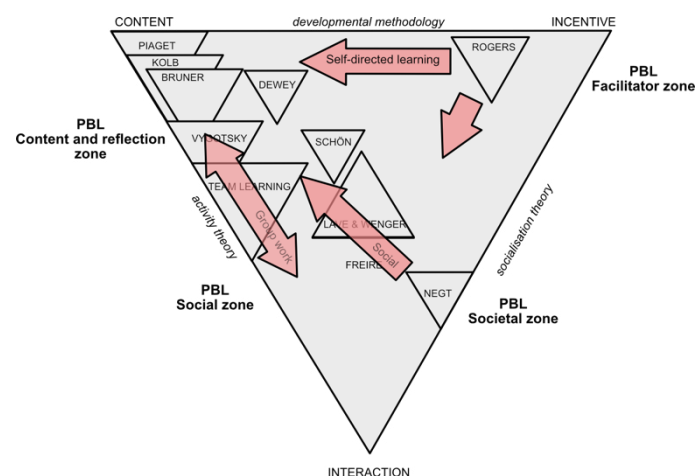 CONTENT
developmental methodology
INCENTIVE
PIAGET
KOLB
BRUNER
DEWEY
Self-directed learning
ROGERS
PBL
Facilitator zone
PBL
Content and reflection
zone
VYGOTSKY
SCHÖN
TEAM LEARNING
activity theory
Group work
LAVE & WENGER
Social
FREIRE
socialisation theory
NEGT
PBL
Social zone
PBL
Societal zone
INTERACTION